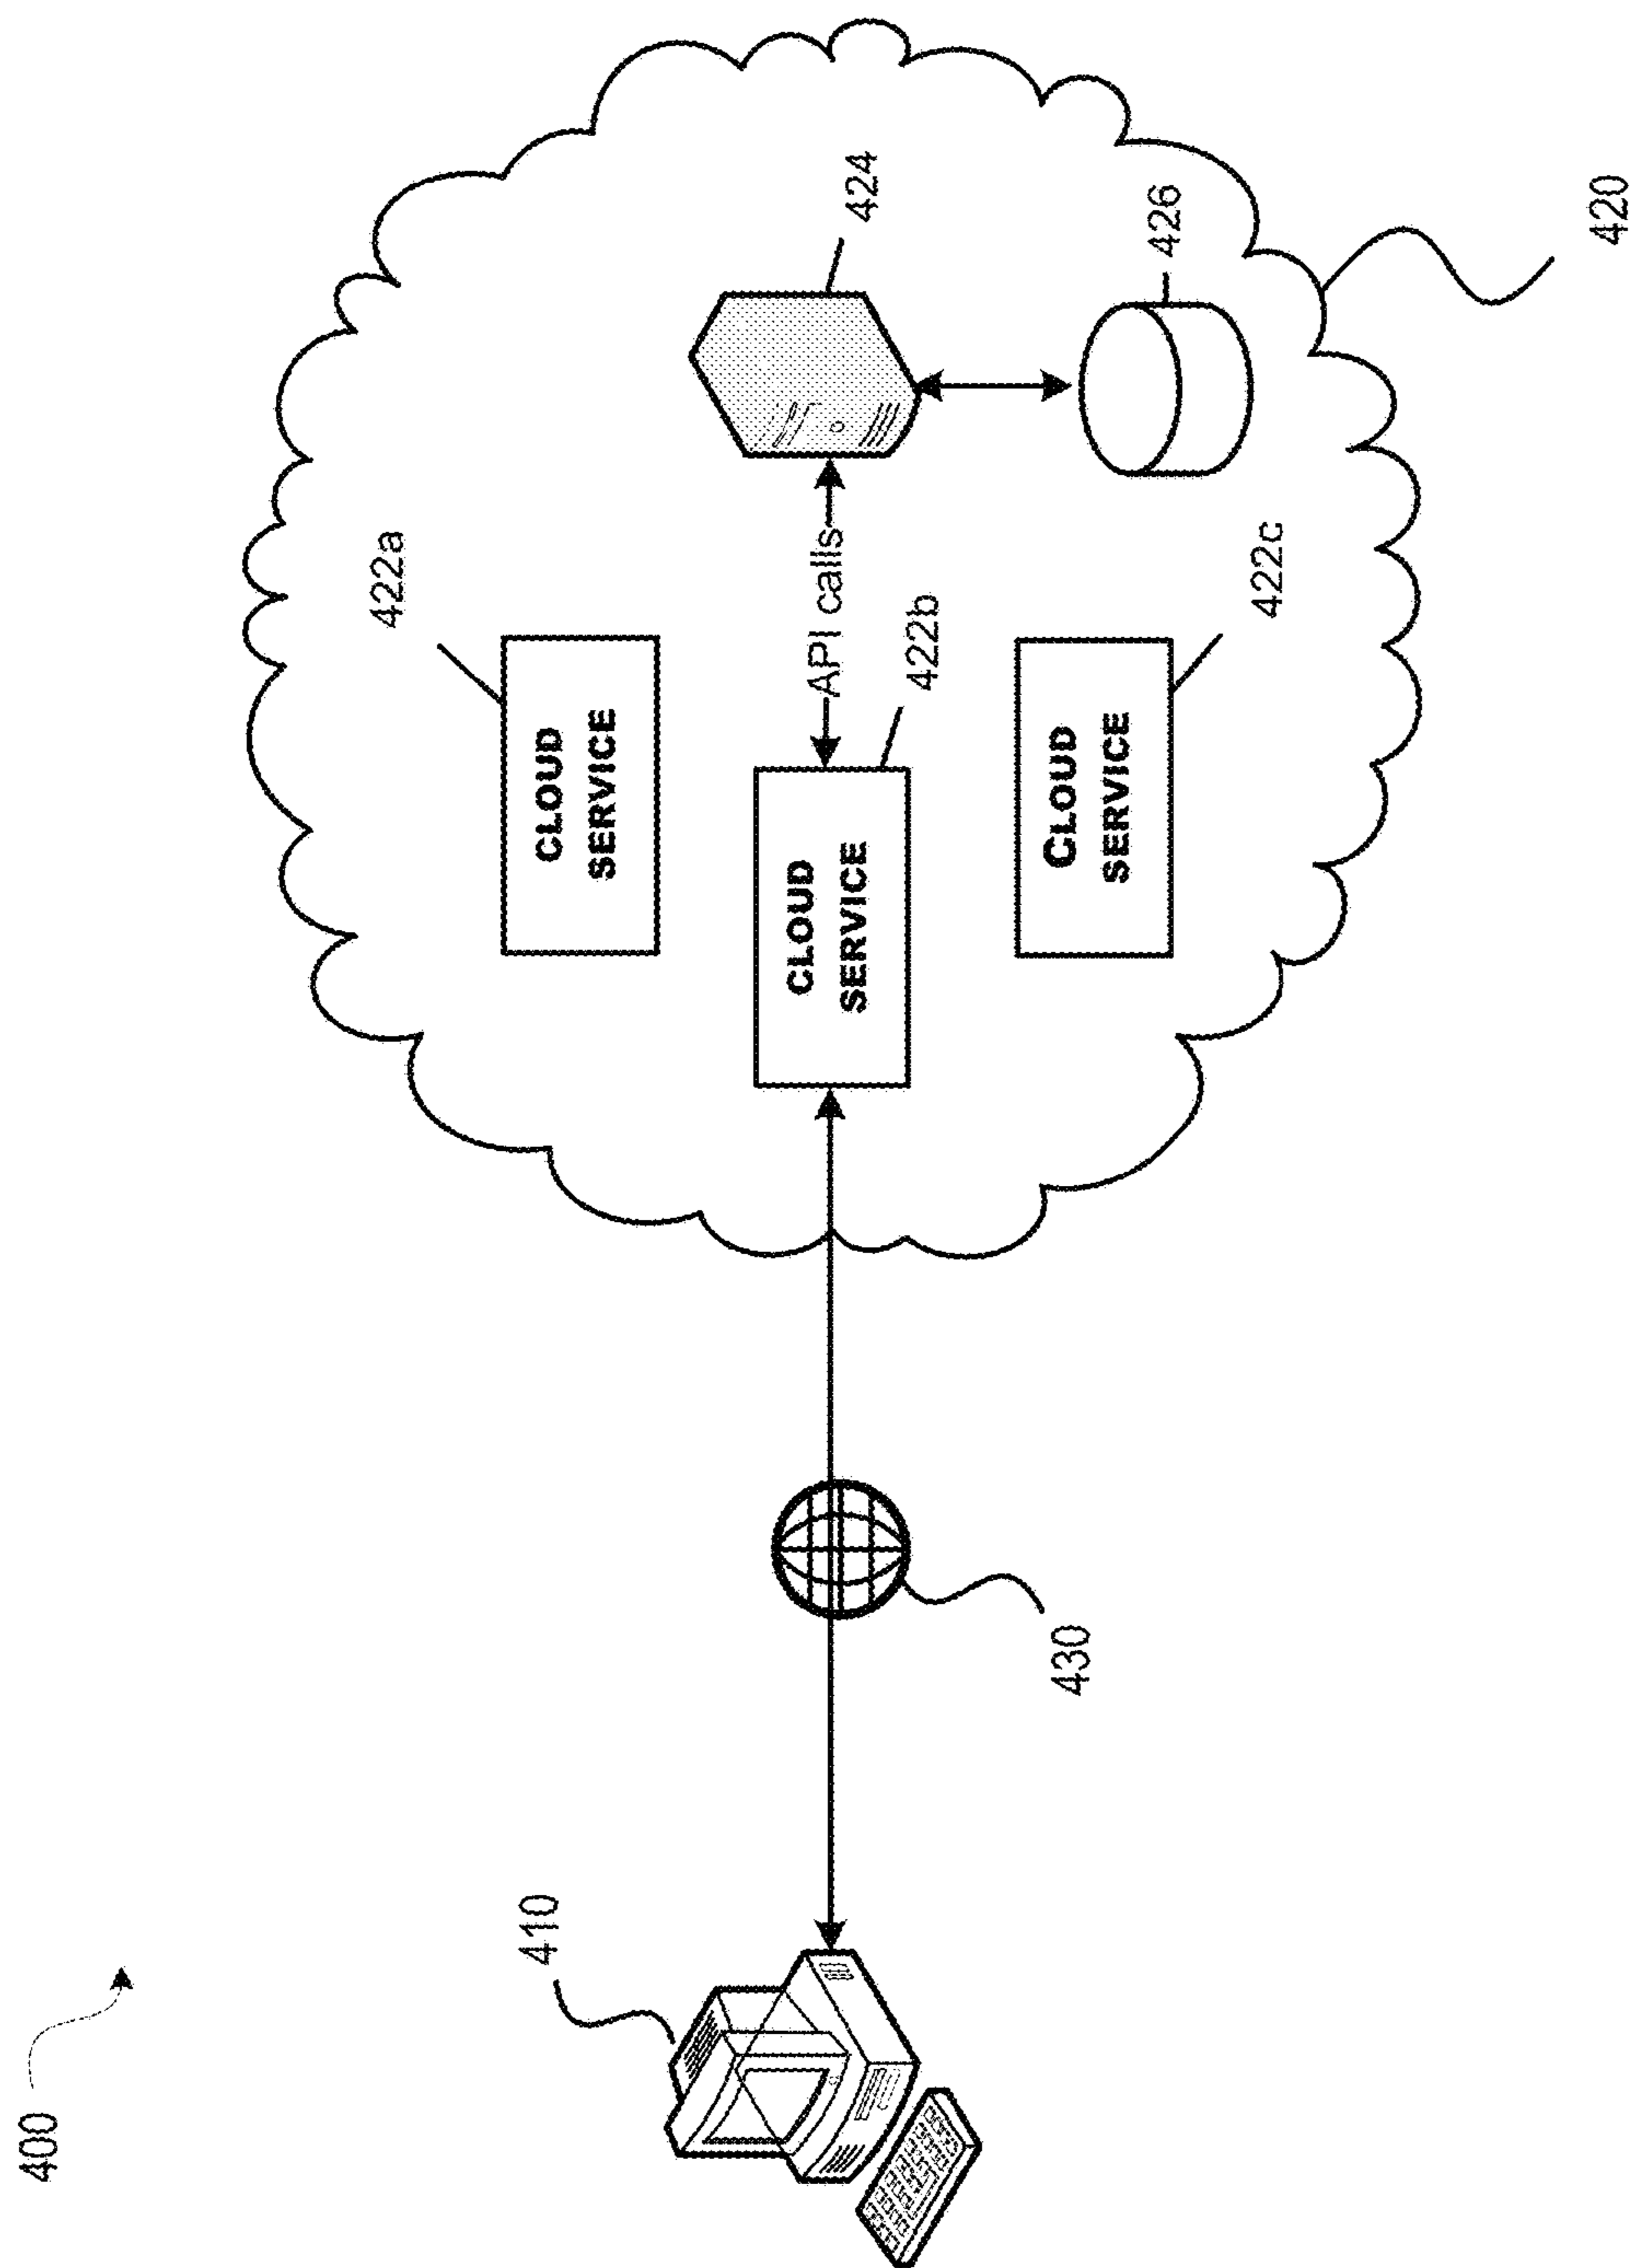 400
410
430
420
422a
CLOUD
SERVICE
422b
CLOUD
SERVICE
API calls
424
426
422c
CLOUD
SERVICE